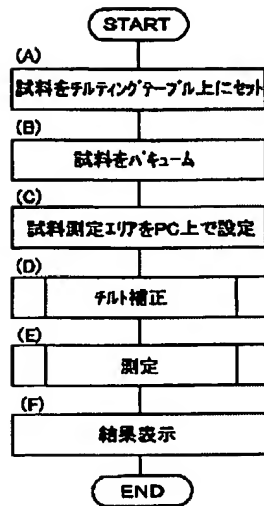 START
(A)
試料をチルティングテーブル上にセット
(B)
試料をバキューム
(C)
試料測定エリアをPC上で設定
(D)
チルト補正
(E)
測定
(F)
結果表示
END